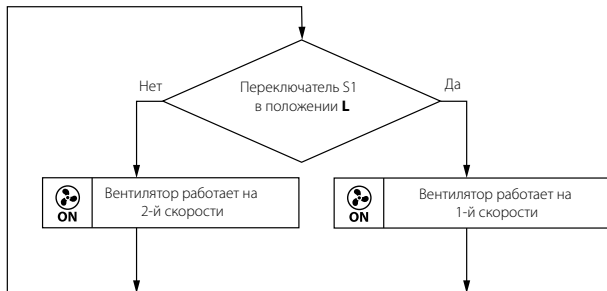 Нет
Переключатель S1
в положении L
Да
ON
Вентилятор работает на
2-й скорости
ON
Вентилятор работает на
1-й скорости